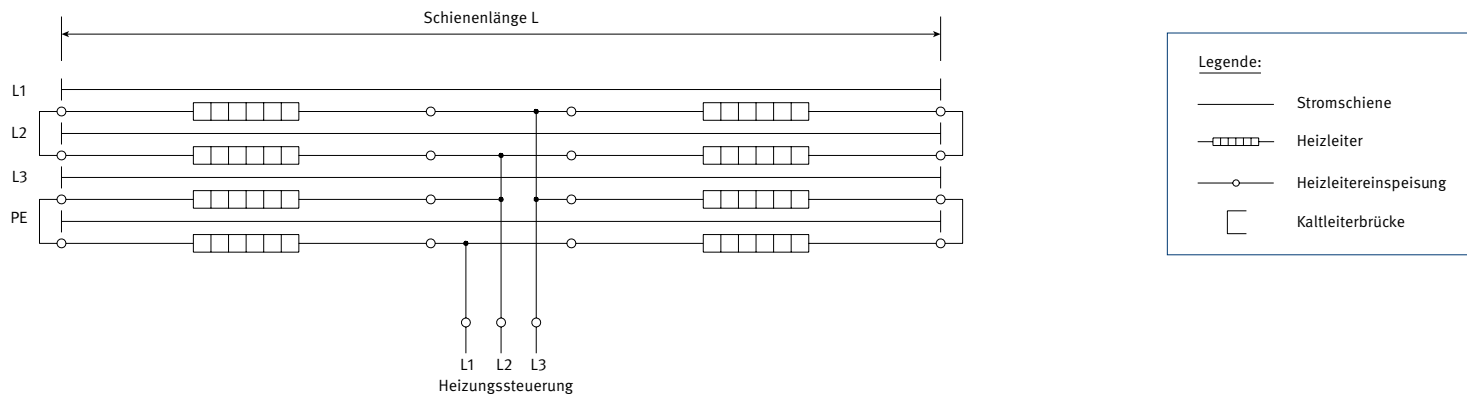 Schienenlänge L
L1
L2
L3
PE
L1 L2 L3
Heizungssteuerung
Legende:
Stromschiene
Heizleiter
Heizleitereinspeisung
Kaltleiterbrücke